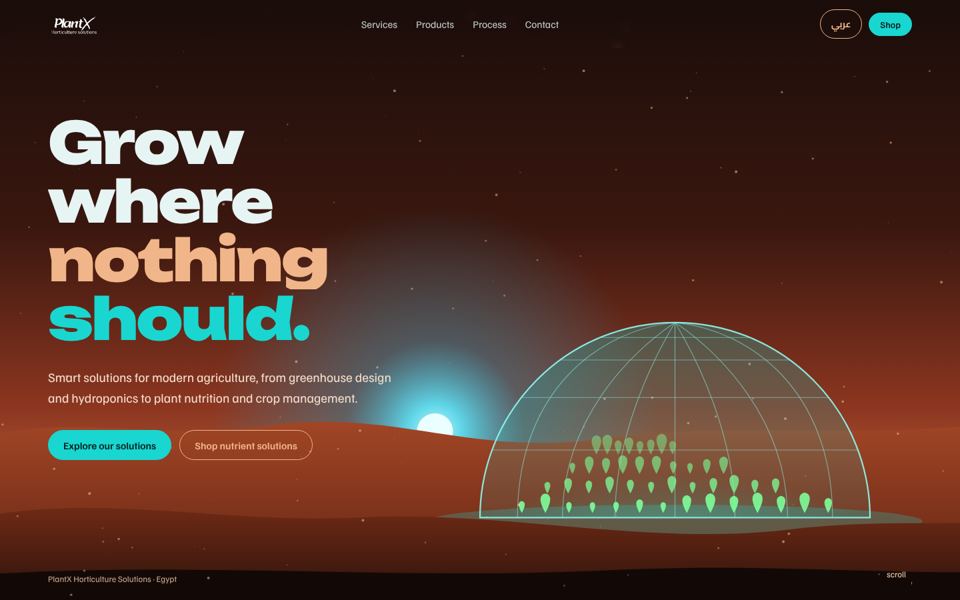 PlantX
Horticulture solutions
Services
Products
Process
Contact
عربي
Shop
Grow
where
nothing
should.
Smart solutions for modern agriculture, from greenhouse design
and hydroponics to plant nutrition and crop management.
Explore our solutions
Shop nutrient solutions
PlantX Horticulture Solutions · Egypt
scroll